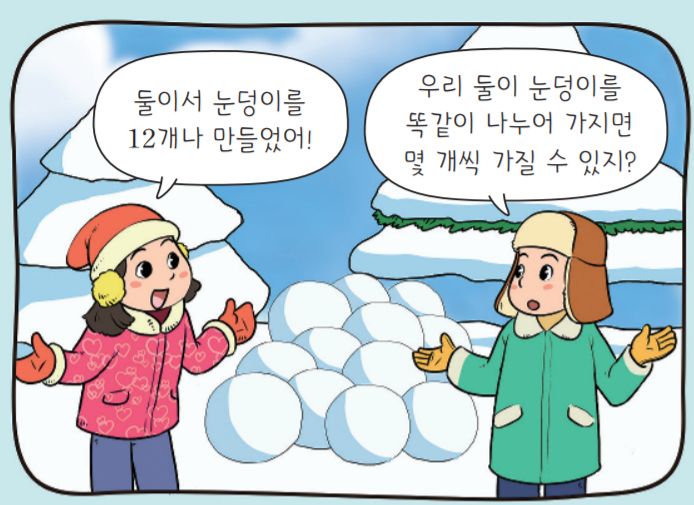 둘이서 눈덩이를
12개나 만들었어!
우리 둘이 눈덩이를
똑같이 나누어 가지면
몇 개씩 가질 수 있지?